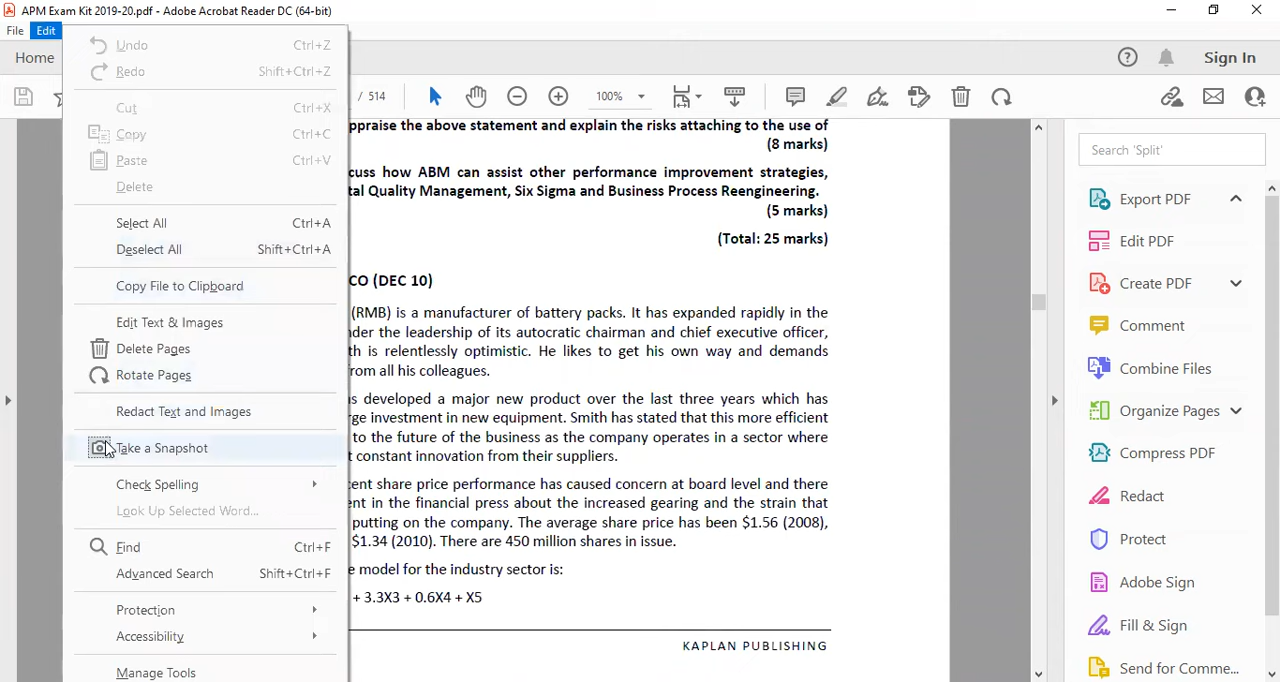 APM Exam Kit 2019-20.pdf - Adobe Acrobat Reader DC (64-bit)
File Edit
Home
Sign In
/ 514
100%
Undo Ctrl+Z
Redo Shift+Ctrl+Z
Cut Ctrl+X
Copy Ctrl+C
Paste Ctrl+V
Delete
Select All Ctrl+A
Deselect All Shift+Ctrl+A
Copy File to Clipboard
Edit Text & Images
Delete Pages
Rotate Pages
Redact Text and Images
Take a Snapshot
Check Spelling
Look Up Selected Word...
Find Ctrl+F
Advanced Search Shift+Ctrl+F
Protection
Accessibility
Manage Tools
appraise the above statement and explain the risks attaching to the use of
(8 marks)
cuss how ABM can assist other performance improvement strategies,
tal Quality Management, Six Sigma and Business Process Reengineering.
(5 marks)
(Total: 25 marks)
CO (DEC 10)
(RMB) is a manufacturer of battery packs. It has expanded rapidly in the
der the leadership of its autocratic chairman and chief executive officer,
th is relentlessly optimistic. He likes to get his own way and demands
from all his colleagues.
s developed a major new product over the last three years which has
ge investment in new equipment. Smith has stated that this more efficient
to the future of the business as the company operates in a sector where
t constant innovation from their suppliers.
cent share price performance has caused concern at board level and there
ent in the financial press about the increased gearing and the strain that
putting on the company. The average share price has been $1.56 (2008),
$1.34 (2010). There are 450 million shares in issue.
e model for the industry sector is:
+ 3.3X3 + 0.6X4 + X5
KAPLAN PUBLISHING
Search 'Split'
Export PDF
Edit PDF
Create PDF
Comment
Combine Files
Organize Pages
Compress PDF
Redact
Protect
Adobe Sign
Fill & Sign
Send for Comme...